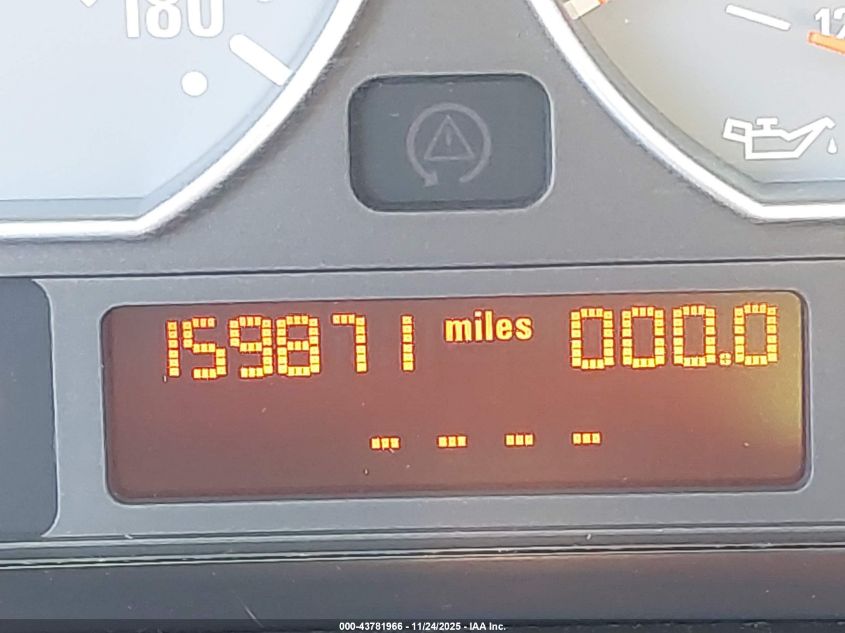 180
159871 miles 000.0
- - - -
000-43781966 - 11/24/2025 - IAA Inc.